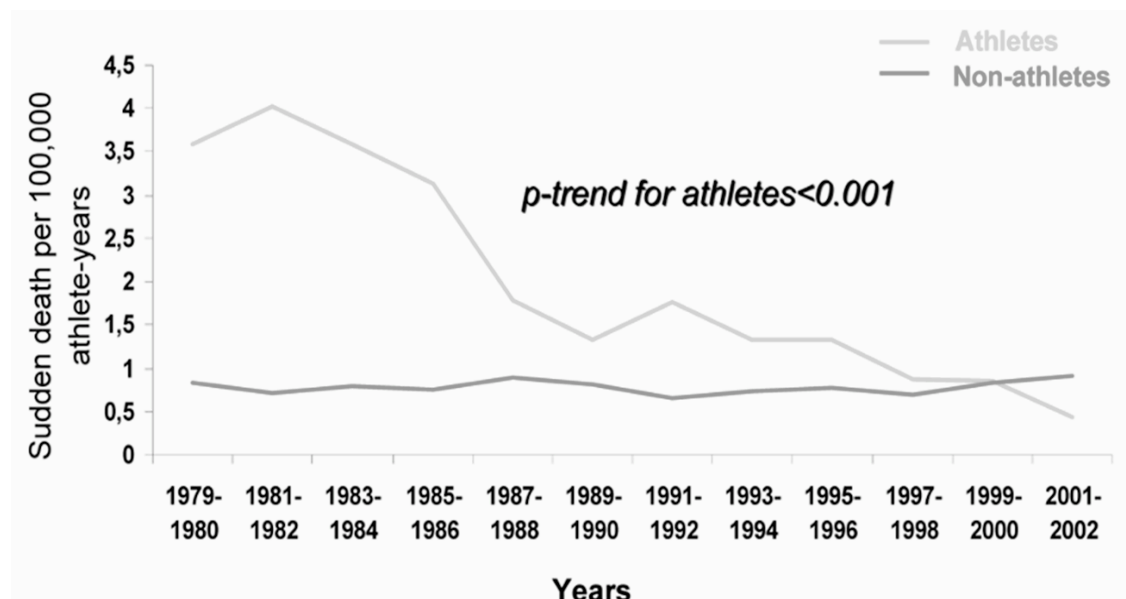 Athletes
Non-athletes
Sudden death per 100,000
athlete-years
4,5
4
3,5
3
2,5
2
1,5
1
0,5
0
p-trend for athletes<0.001
1979- 1981- 1983- 1985- 1987- 1989- 1991- 1993- 1995- 1997- 1999- 2001-
1980 1982 1984 1986 1988 1990 1992 1994 1996 1998 2000 2002
Years